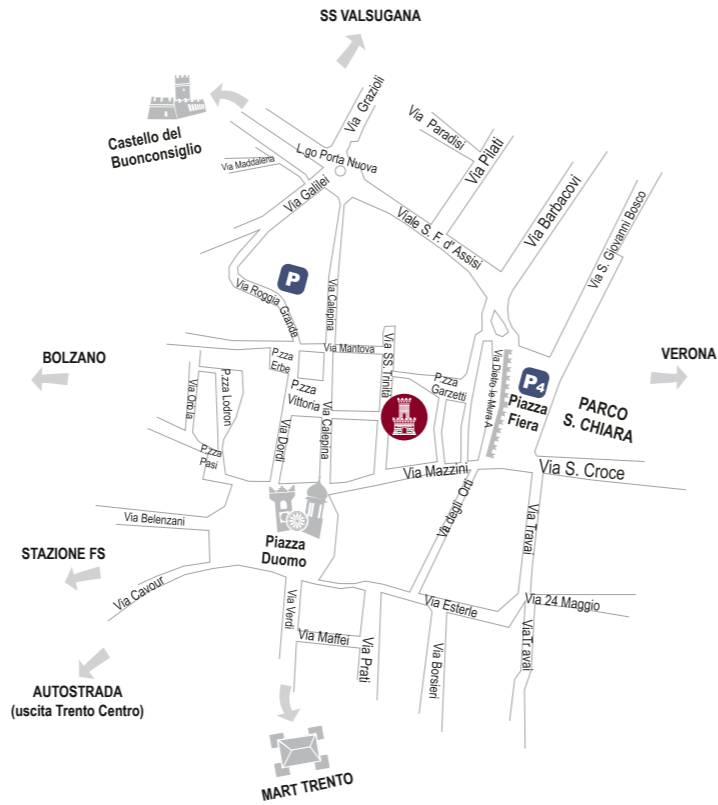 SS VALSUGANA
Via Grazioli
Castello del
Buonconsiglio
L.go Porta Nuova
Via Paradisi
Via Pilati
Via Maddalena
Via Galilei
Viale S. F. d' Assisi
Via Barbacovi
Via S. Giovanni Bosco
P
Via Roggia Grande
Via Calepina
Via Mantova
Via SS. Trinità
BOLZANO
VERONA
P.zza
Erbe
P.zza
Garzetti
Via Dietro le Mura A
P4
Piazza
Fiera
PARCO
S. CHIARA
Via Oro la
P.zza Lodron
P.zza
Vittoria
Via Calepina
Via Dordi
P.zza
Pasi
Via Mazzini
Via S. Croce
Via degli Orti
Via Travai
Via Belenzani
Piazza
Duomo
STAZIONE FS
Via Cavour
Via Verdi
Via Esterle
Via 24 Maggio
Via Maffei
Via Prati
Via Borsieri
ViaTr avai
AUTOSTRADA
(uscita Trento Centro)
MART TRENTO